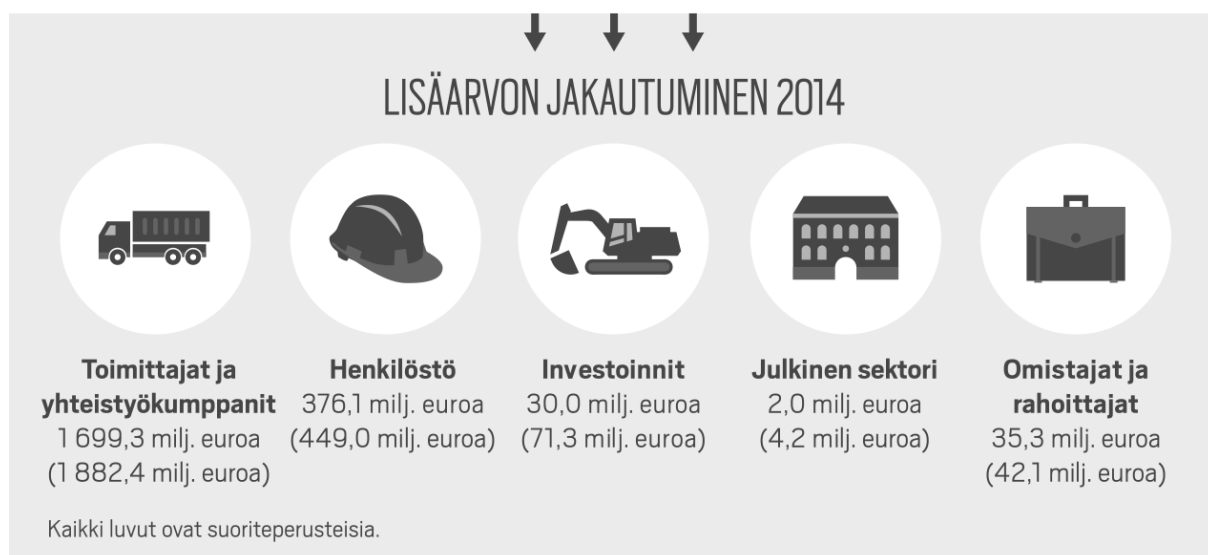 LISÄARVON JAKAUTUMINEN 2014
Toimittajat ja
yhteistyökumppanit
1 699,3 milj. euroa
(1 882,4 milj. euroa)
Henkilöstö
376,1 milj. euroa
(449,0 milj. euroa)
Investoinnit
30,0 milj. euroa
(71,3 milj. euroa)
Julkinen sektori
2,0 milj. euroa
(4,2 milj. euroa)
Omistajat ja
rahoittajat
35,3 milj. euroa
(42,1 milj. euroa)
Kaikki luvut ovat suoriteperusteisia.